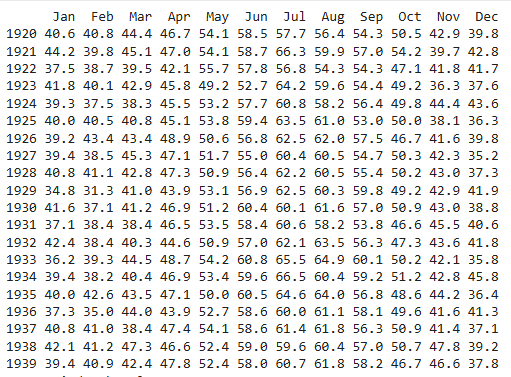 Jan Feb Mar Apr May Jun Jul Aug Sep Oct Nov Dec
1920 40.6 40.8 44.4 46.7 54.1 58.5 57.7 56.4 54.3 50.5 42.9 39.8
1921 44.2 39.8 45.1 47.0 54.1 58.7 66.3 59.9 57.0 54.2 39.7 42.8
1922 37.5 38.7 39.5 42.1 55.7 57.8 56.8 54.3 54.3 47.1 41.8 41.7
1923 41.8 40.1 42.9 45.8 49.2 52.7 64.2 59.6 54.4 49.2 36.3 37.6
1924 39.3 37.5 38.3 45.5 53.2 57.7 60.8 58.2 56.4 49.8 44.4 43.6
1925 40.0 40.5 40.8 45.1 53.8 59.4 63.5 61.0 53.0 50.0 38.1 36.3
1926 39.2 43.4 43.4 48.9 50.6 56.8 62.5 62.0 57.5 46.7 41.6 39.8
1927 39.4 38.5 45.3 47.1 51.7 55.0 60.4 60.5 54.7 50.3 42.3 35.2
1928 40.8 41.1 42.8 47.3 50.9 56.4 62.2 60.5 55.4 50.2 43.0 37.3
1929 34.8 31.3 41.0 43.9 53.1 56.9 62.5 60.3 59.8 49.2 42.9 41.9
1930 41.6 37.1 41.2 46.9 51.2 60.4 60.1 61.6 57.0 50.9 43.0 38.8
1931 37.1 38.4 38.4 46.5 53.5 58.4 60.6 58.2 53.8 46.6 45.5 40.6
1932 42.4 38.4 40.3 44.6 50.9 57.0 62.1 63.5 56.3 47.3 43.6 41.8
1933 36.2 39.3 44.5 48.7 54.2 60.8 65.5 64.9 60.1 50.2 42.1 35.8
1934 39.4 38.2 40.4 46.9 53.4 59.6 66.5 60.4 59.2 51.2 42.8 45.8
1935 40.0 42.6 43.5 47.1 50.0 60.5 64.6 64.0 56.8 48.6 44.2 36.4
1936 37.3 35.0 44.0 43.9 52.7 58.6 60.0 61.1 58.1 49.6 41.6 41.3
1937 40.8 41.0 38.4 47.4 54.1 58.6 61.4 61.8 56.3 50.9 41.4 37.1
1938 42.1 41.2 47.3 46.6 52.4 59.0 59.6 60.4 57.0 50.7 47.8 39.2
1939 39.4 40.9 42.4 47.8 52.4 58.0 60.7 61.8 58.2 46.7 46.6 37.8